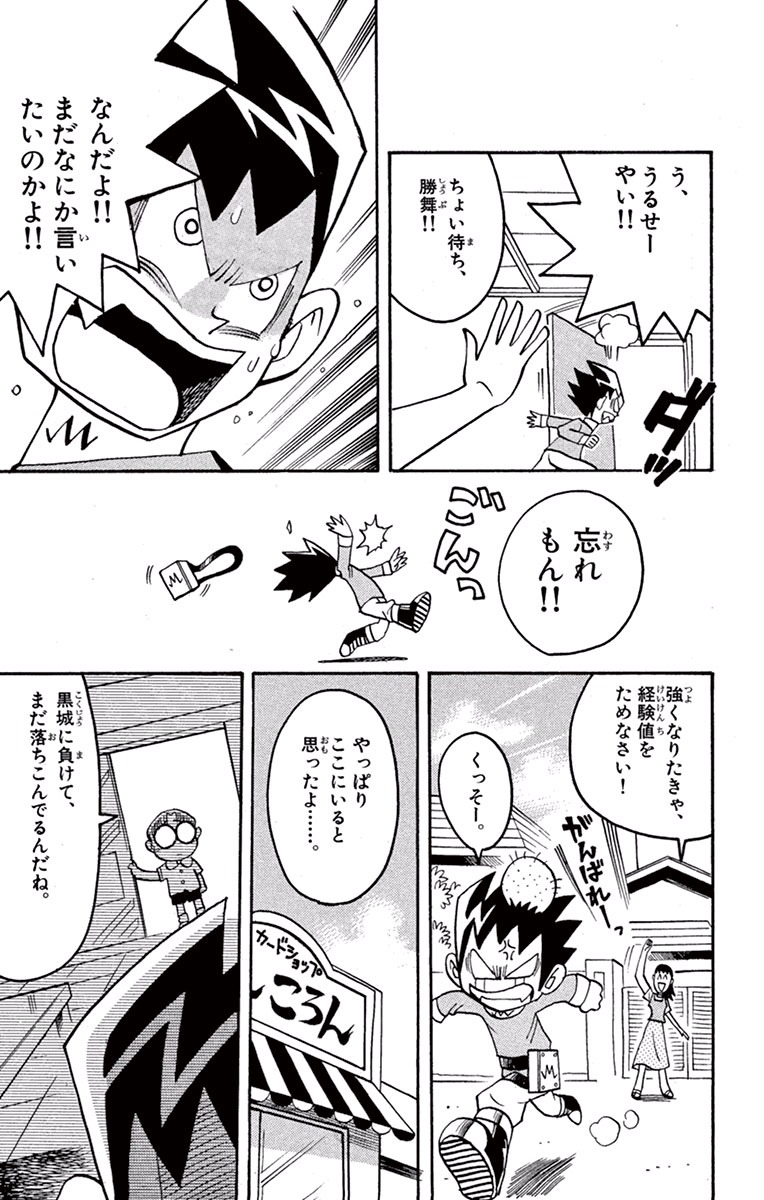 う、
うるせー
やい!!
ちょい待ち、
勝舞!!
ダッ
なんだよ!!
まだなにか言い
たいのかよ!!
忘れ
もん!!
ごんっ
強くなりたきゃ、
経験値を
ためなさい!
がんばれーっ
くっそー。
やっぱり
ここにいると
思ったよ……。
カードショップ
ころん
黒城に負けて、
まだ落ちこんでるんだね。